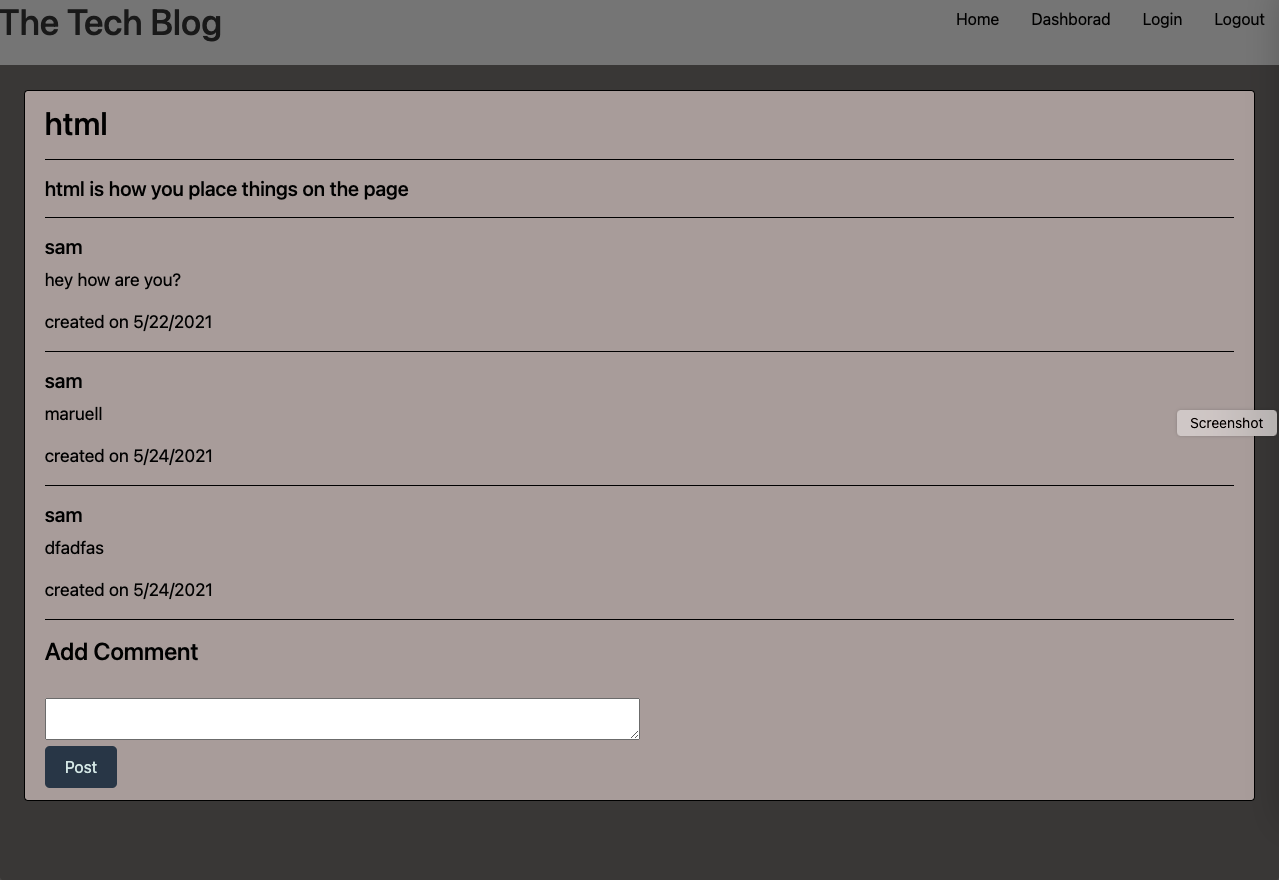 The Tech Blog
Home Dashborad Login Logout
html
html is how you place things on the page
sam
hey how are you?
created on 5/22/2021
sam
maruell
created on 5/24/2021
Screenshot
sam
dfadfas
created on 5/24/2021
Add Comment
Post